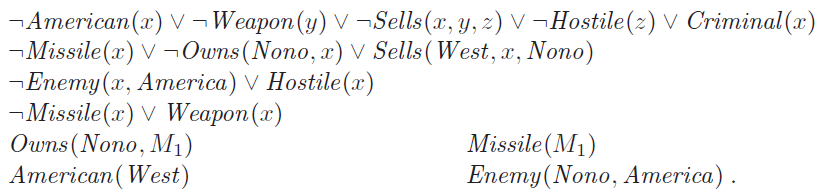 ¬American(x) ∨ ¬Weapon(y) ∨ ¬Sells(x, y, z) ∨ ¬Hostile(z) ∨ Criminal(x)
¬Missile(x) ∨ ¬Owns(Nono, x) ∨ Sells(West, x, Nono)
¬Enemy(x, America) ∨ Hostile(x)
¬Missile(x) ∨ Weapon(x)
Owns(Nono, M₁) Missile(M₁)
American(West) Enemy(Nono, America) .